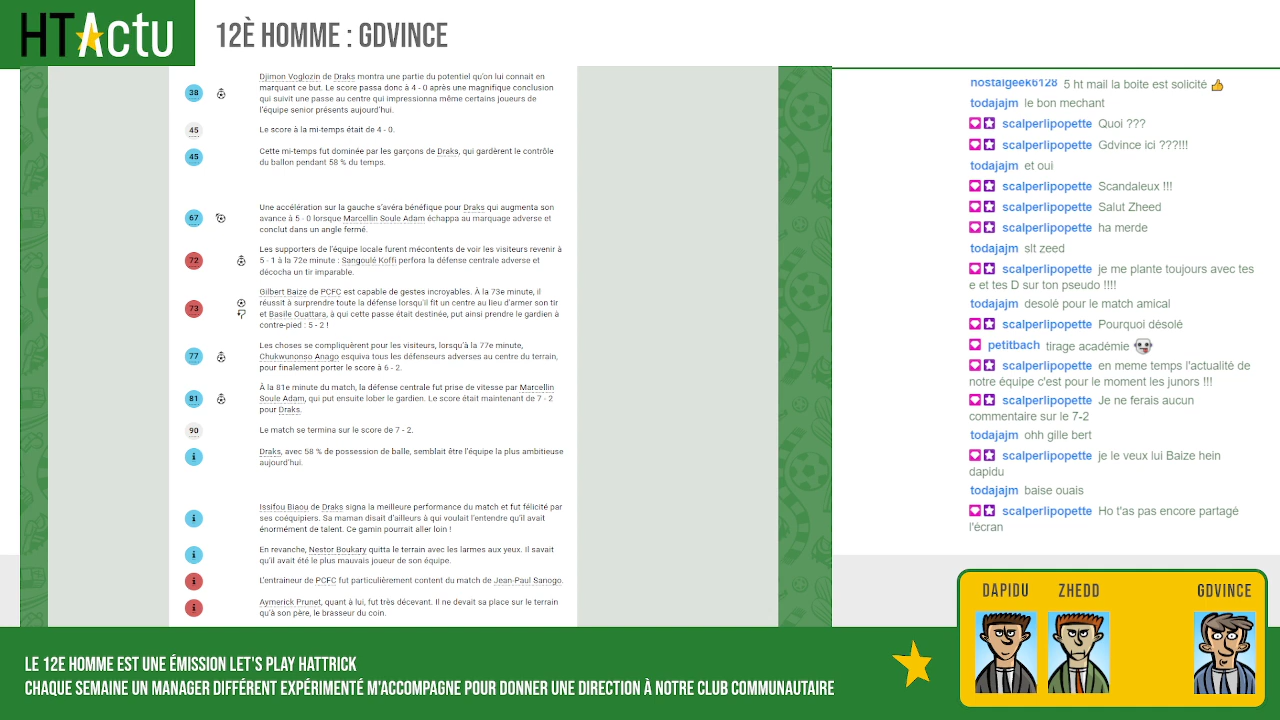 HTActu
12È HOMME : GDVINCE
38
Djimon Voglozin de Draks montra une partie du potentiel qu'on lui connait en
marquant ce but. Le score passa donc à 4 - 0 après une magnifique conclusion
qui suivit une passe au centre qui impressionna même certains joueurs de
l'équipe senior présents aujourd'hui.
45
Le score à la mi-temps était de 4 - 0.
45
Cette mi-temps fut dominée par les garçons de Draks, qui gardèrent le contrôle
du ballon pendant 58 % du temps.
67
Une accélération sur la gauche s'avéra bénéfique pour Draks qui augmenta son
avance à 5 - 0 lorsque Marcellin Soule Adam échappa au marquage adverse et
conclut dans un angle fermé.
72
Les supporters de l'équipe locale furent mécontents de voir les visiteurs revenir à
5 - 1 à la 72e minute : Sangoulé Koffi perfora la défense centrale adverse et
décocha un tir imparable.
73
Gilbert Baize de PCFC est capable de gestes incroyables. À la 73e minute, il
réussit à surprendre toute la défense lorsqu'il fit un centre au lieu d'armer son tir
et Basile Ouattara, à qui cette passe était destinée, put ainsi prendre le gardien à
contre-pied : 5 - 2 !
77
Les choses se compliquèrent pour les visiteurs, lorsqu'à la 77e minute,
Chukwunonso Anago esquiva tous les défenseurs adverses au centre du terrain,
pour finalement porter le score à 6 - 2.
81
À la 81e minute du match, la défense centrale fut prise de vitesse par Marcellin
Soule Adam, qui put ensuite lober le gardien. Le score était maintenant de 7 - 2
pour Draks.
90
Le match se termina sur le score de 7 - 2.
i
Draks, avec 58 % de possession de balle, semblait être l'équipe la plus ambitieuse
aujourd'hui.
i
Issifou Biaou de Draks signa la meilleure performance du match et fut félicité par
ses coéquipiers. Sa maman disait d'ailleurs à qui voulait l'entendre qu'il avait
énormément de talent. Ce gamin pourrait aller loin !
i
En revanche, Nestor Boukary quitta le terrain avec les larmes aux yeux. Il savait
qu'il avait été le plus mauvais joueur de son équipe.
i
L'entraineur de PCFC fut particulièrement content du match de Jean-Paul Sanogo.
i
Aymerick Prunet, quant à lui, fut très décevant. Il ne devait sa place sur le terrain
qu'à son père, le brasseur du coin.
nostalgeek6128 5 ht mail la boite est solicité 👍
todajajm le bon mechant
scalperlipopette Quoi ???
scalperlipopette Gdvince ici ???!!!
todajajm et oui
scalperlipopette Scandaleux !!!
scalperlipopette Salut Zheed
scalperlipopette ha merde
todajajm slt zeed
scalperlipopette je me plante toujours avec tes
e et tes D sur ton pseudo !!!!
todajajm desolé pour le match amical
scalperlipopette Pourquoi désolé
petitbach tirage académie
scalperlipopette en meme temps l'actualité de
notre équipe c'est pour le moment les junors !!!
scalperlipopette Je ne ferais aucun
commentaire sur le 7-2
todajajm ohh gille bert
scalperlipopette je le veux lui Baize hein
dapidu
todajajm baise ouais
scalperlipopette Ho t'as pas encore partagé
l'écran
DAPIDU ZHEDD GDVINCE
LE 12E HOMME EST UNE ÉMISSION LET'S PLAY HATTRICK
CHAQUE SEMAINE UN MANAGER DIFFÉRENT EXPÉRIMENTÉ M'ACCOMPAGNE POUR DONNER UNE DIRECTION À NOTRE CLUB COMMUNAUTAIRE